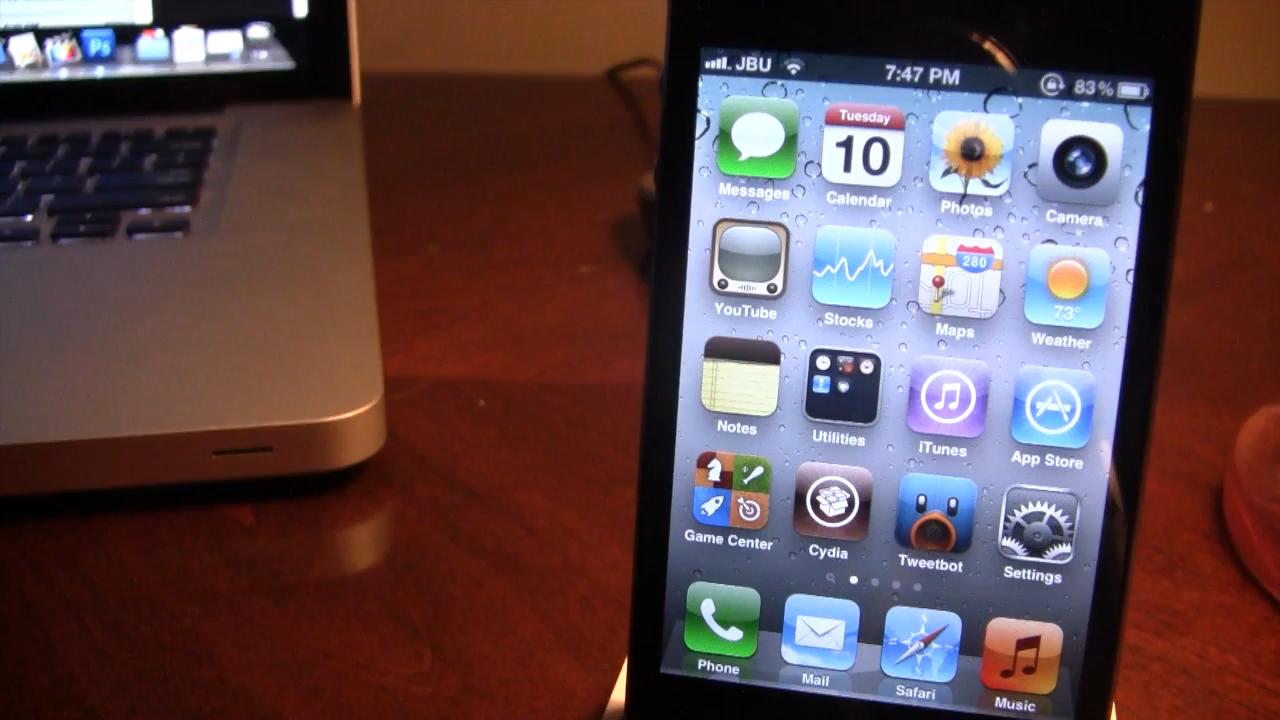 Ps
JBU 7:47 PM 83%
Tuesday
10
Messages Calendar Photos Camera
280
73°
YouTube Stocks Maps Weather
Notes Utilities iTunes App Store
Game Center Cydia Tweetbot Settings
Phone Mail Safari Music